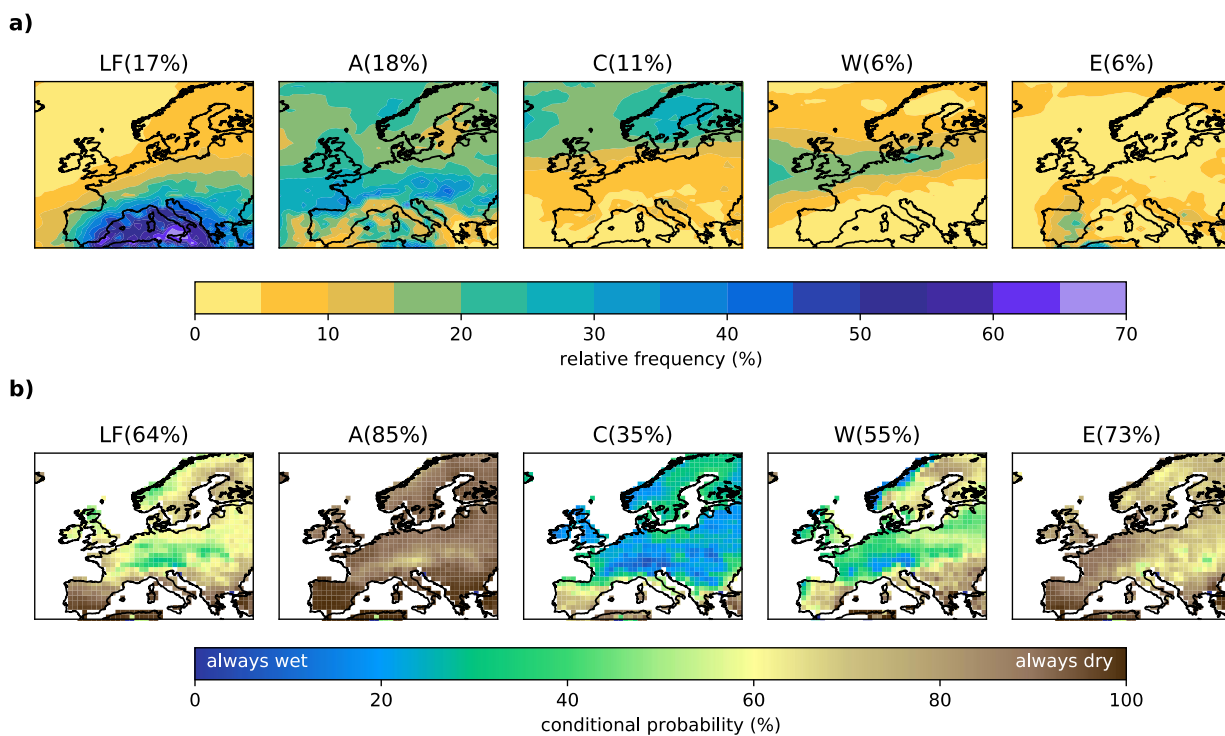 a)
LF(17%) A(18%) C(11%) W(6%) E(6%)
0 10 20 30 40 50 60 70
relative frequency (%)
b)
LF(64%) A(85%) C(35%) W(55%) E(73%)
always wet always dry
0 20 40 60 80 100
conditional probability (%)